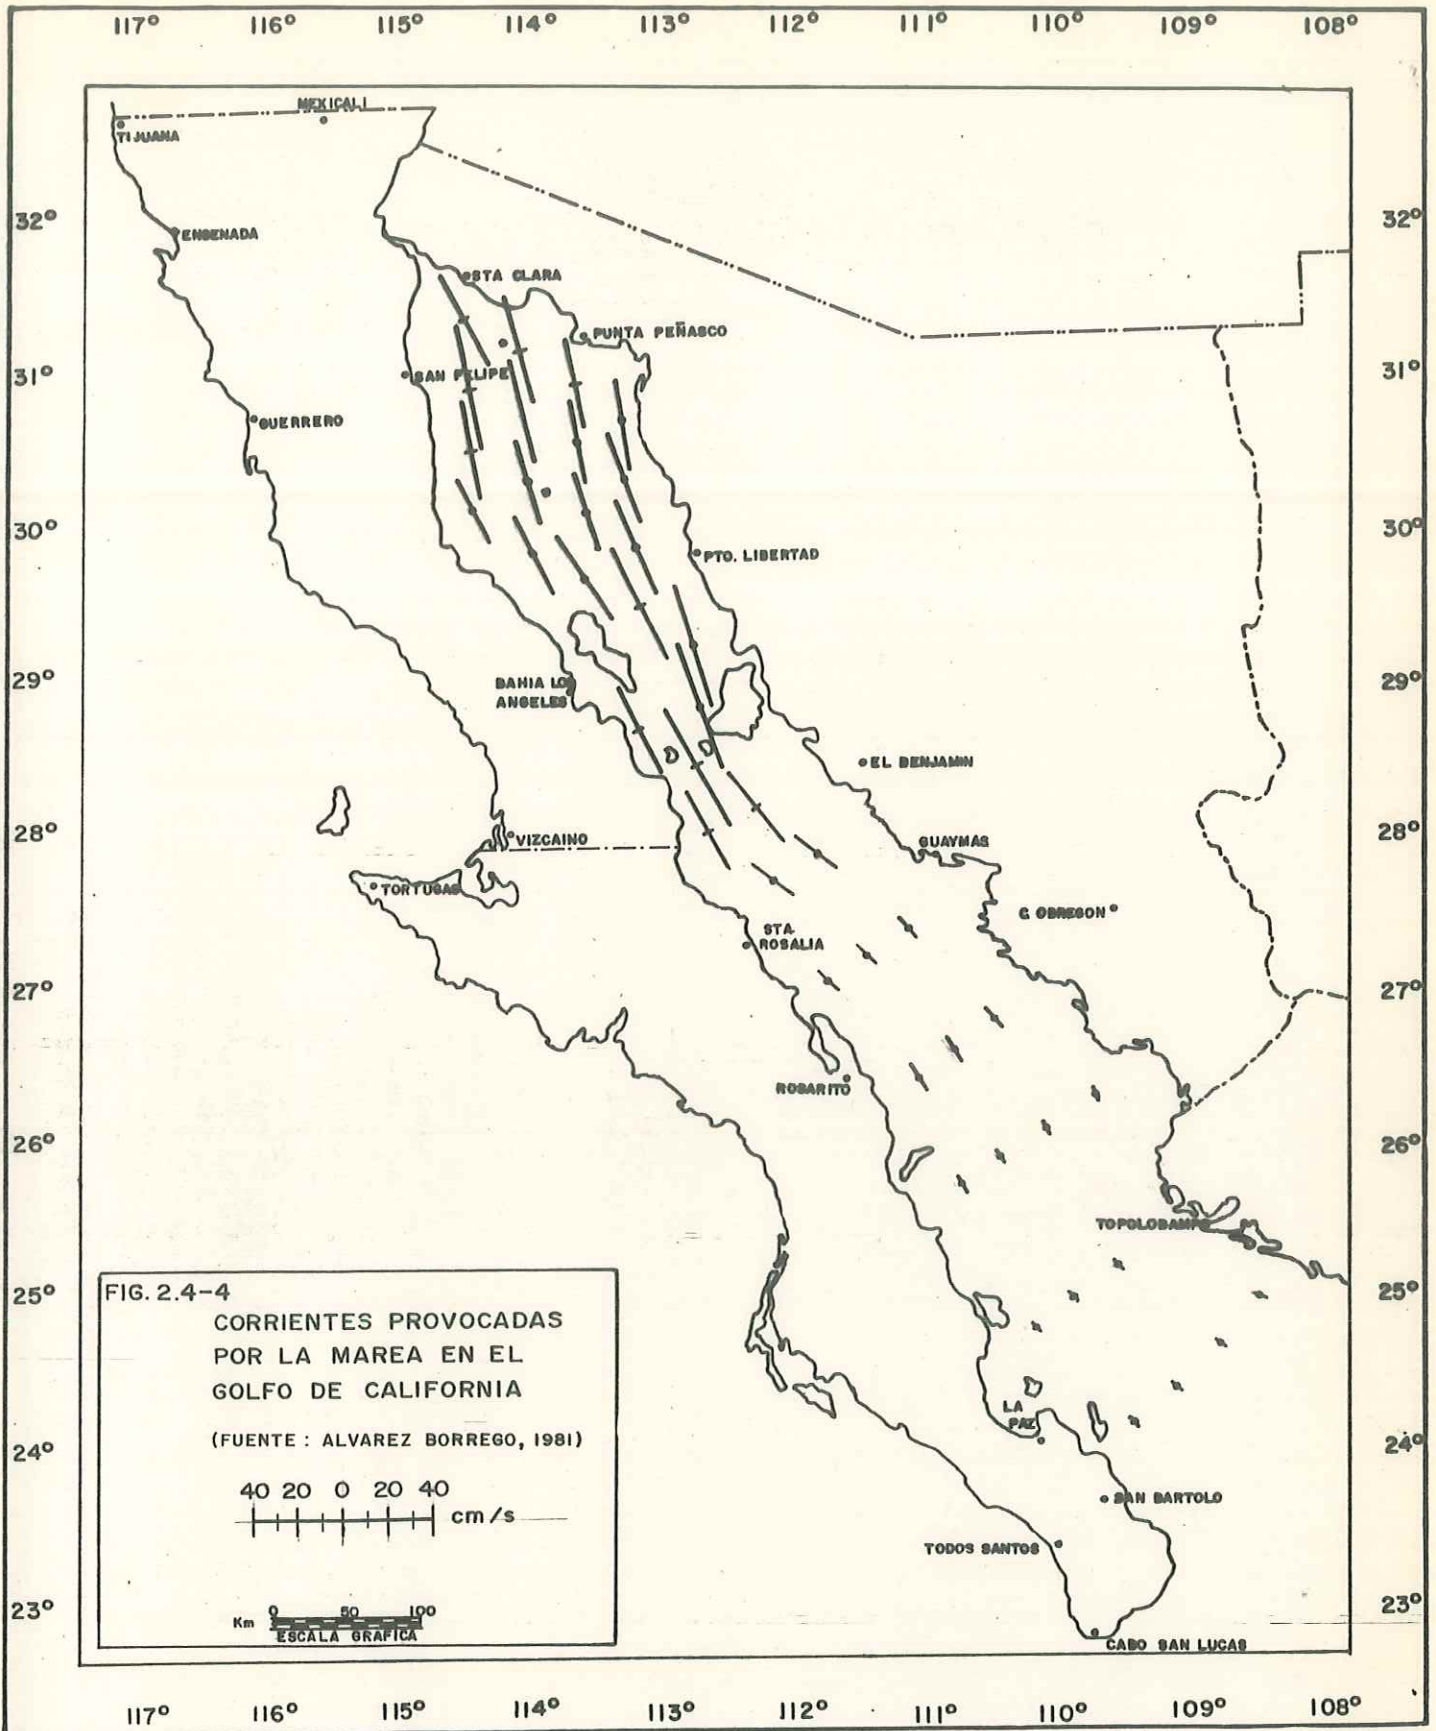 117° 116° 115° 114° 113° 112° 111° 110° 109° 108°
MEXICALI
TIJUANA
32° 32°
ENSENADA
STA CLARA
PUNTA PEÑASCO
31° 31°
SAN FELIPE
GUERRERO
30° 30°
PTO. LIBERTAD
29° 29°
BAHIA LO
ANGELES
EL BENJAMIN
28° 28°
VIZCAINO
GUAYMAS
TORTUGAS
C OBREGON
STA.
ROSALIA
27° 27°
ROSARITO
26° 26°
TOPOLOBAMPO
25° 25°
FIG. 2.4-4
CORRIENTES PROVOCADAS
POR LA MAREA EN EL
GOLFO DE CALIFORNIA
(FUENTE : ALVAREZ BORREGO, 1981)
LA
PAZ
24° 24°
40 20 0 20 40
cm/s
SAN BARTOLO
TODOS SANTOS
23° 23°
0 50 100
Km
ESCALA GRAFICA
CABO SAN LUCAS
117° 116° 115° 114° 113° 112° 111° 110° 109° 108°